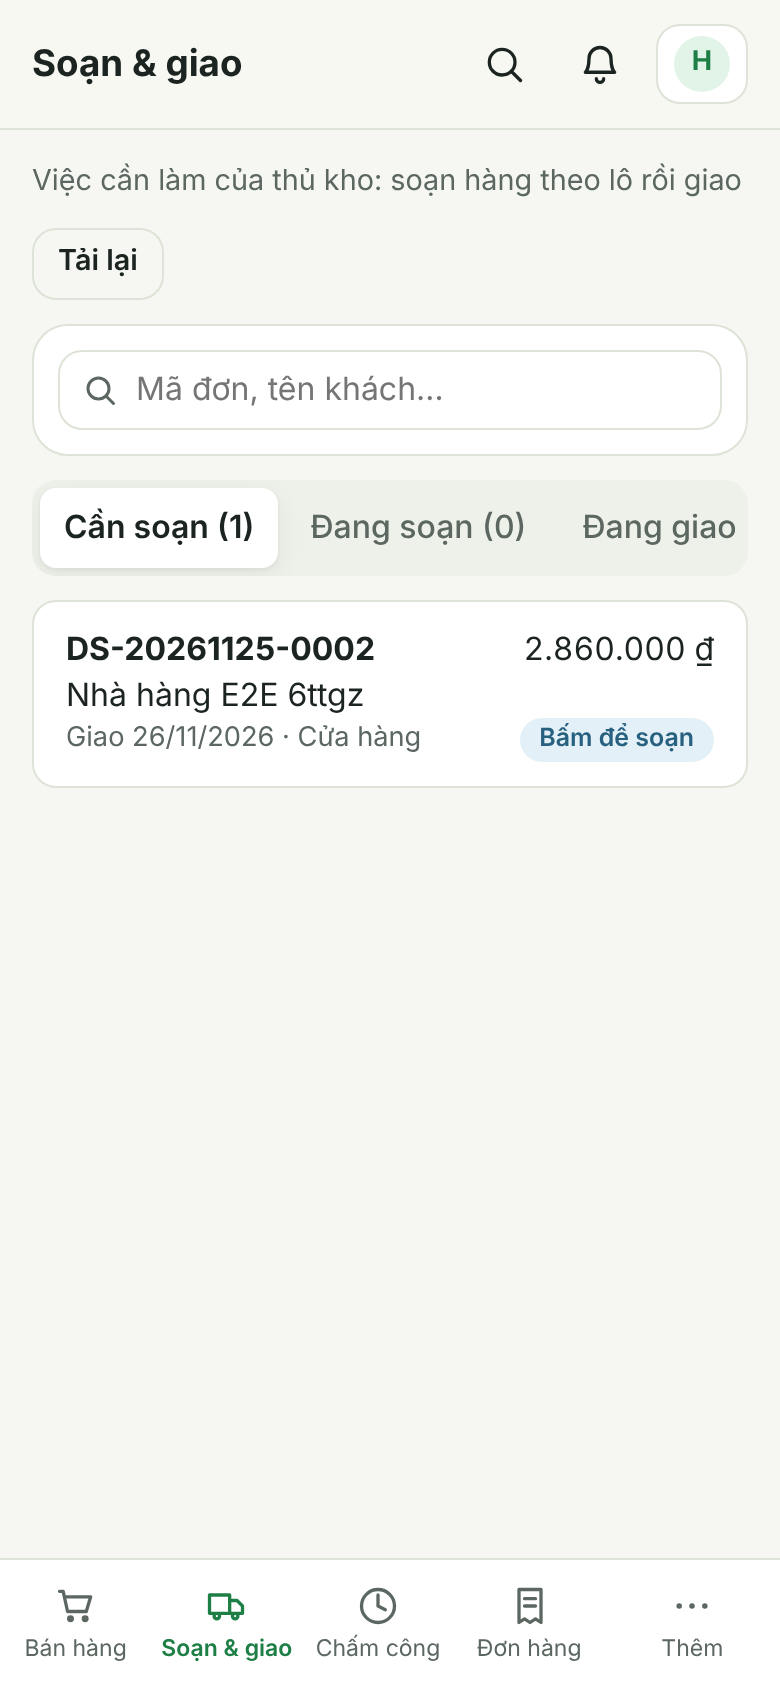 Soạn & giao
H
Việc cần làm của thủ kho: soạn hàng theo lô rồi giao
Tải lại
Mã đơn, tên khách...
Cần soạn (1)
Đang soạn (0)
Đang giao
DS-20261125-0002
2.860.000 ₫
Nhà hàng E2E 6ttgz
Giao 26/11/2026 · Cửa hàng
Bấm để soạn
Bán hàng
Soạn & giao
Chấm công
Đơn hàng
Thêm